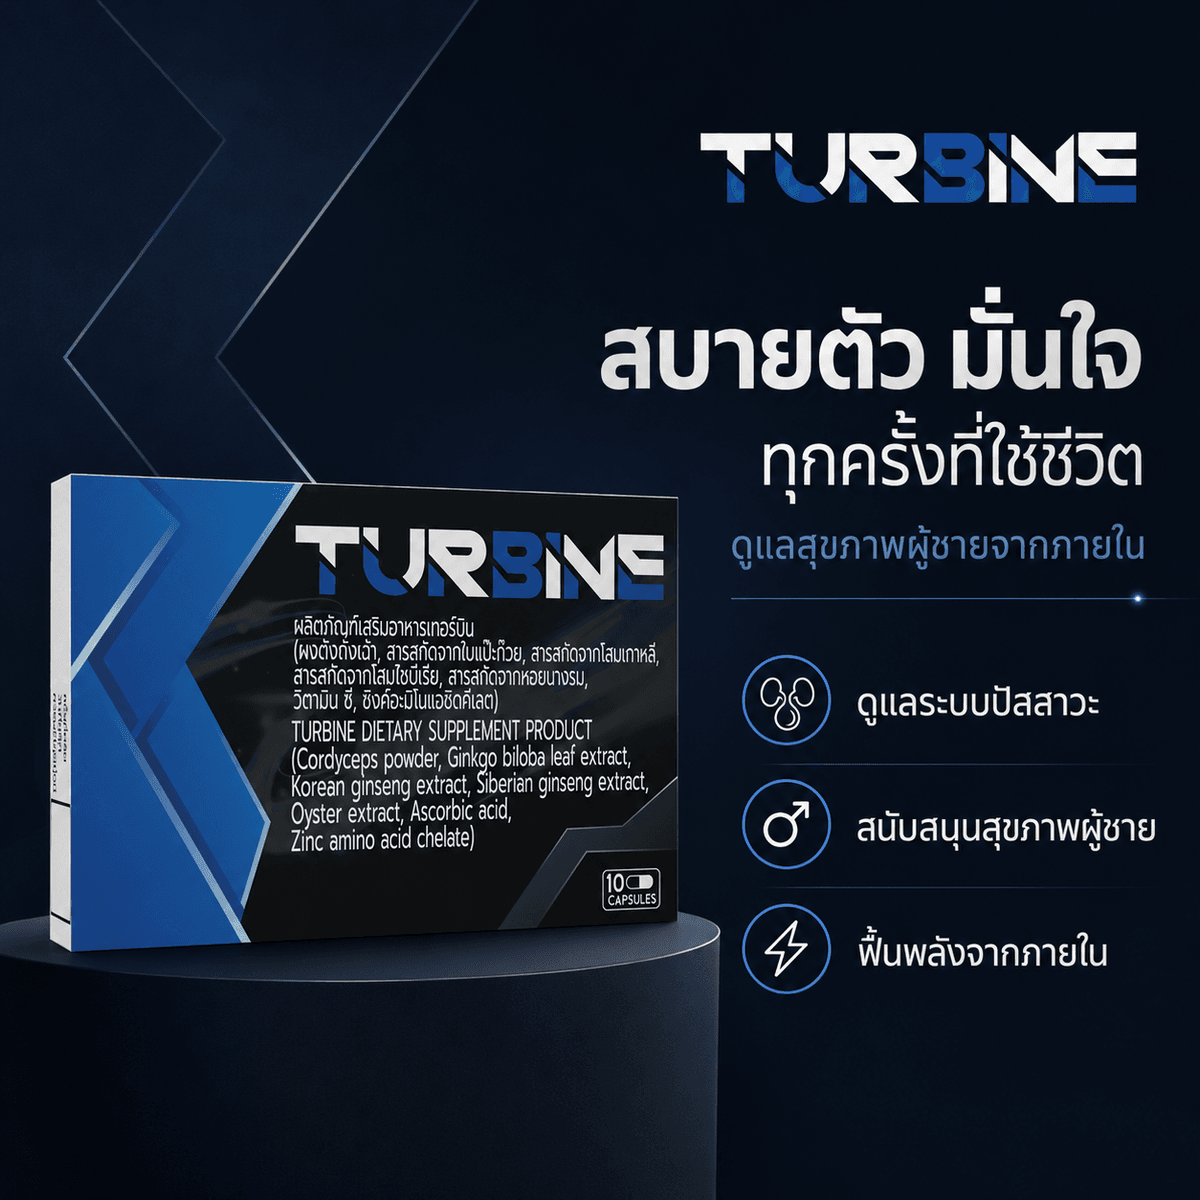 TURBINE
สบายตัว มั่นใจ
ทุกครั้งที่ใช้ชีวิต
ดูแลสุขภาพผู้ชายจากภายใน
ดูแลระบบปัสสาวะ
สนับสนุนสุขภาพผู้ชาย
ฟื้นพลังจากภายใน
TURBINE
ผลิตภัณฑ์เสริมอาหารเทอร์บิน
(ผงตังถั่งเฉ้า, สารสกัดจากใบแป๊ะก๊วย, สารสกัดจากโสมเกาหลี,
สารสกัดจากโสมไซบีเรีย, สารสกัดจากหอยนางรม,
วิตามิน ซี, ซิงค์อะมิโนแอซิดคีเลต)
TURBINE DIETARY SUPPLEMENT PRODUCT
(Cordyceps powder, Ginkgo biloba leaf extract,
Korean ginseng extract, Siberian ginseng extract,
Oyster extract, Ascorbic acid,
Zinc amino acid chelate)
10
CAPSULES